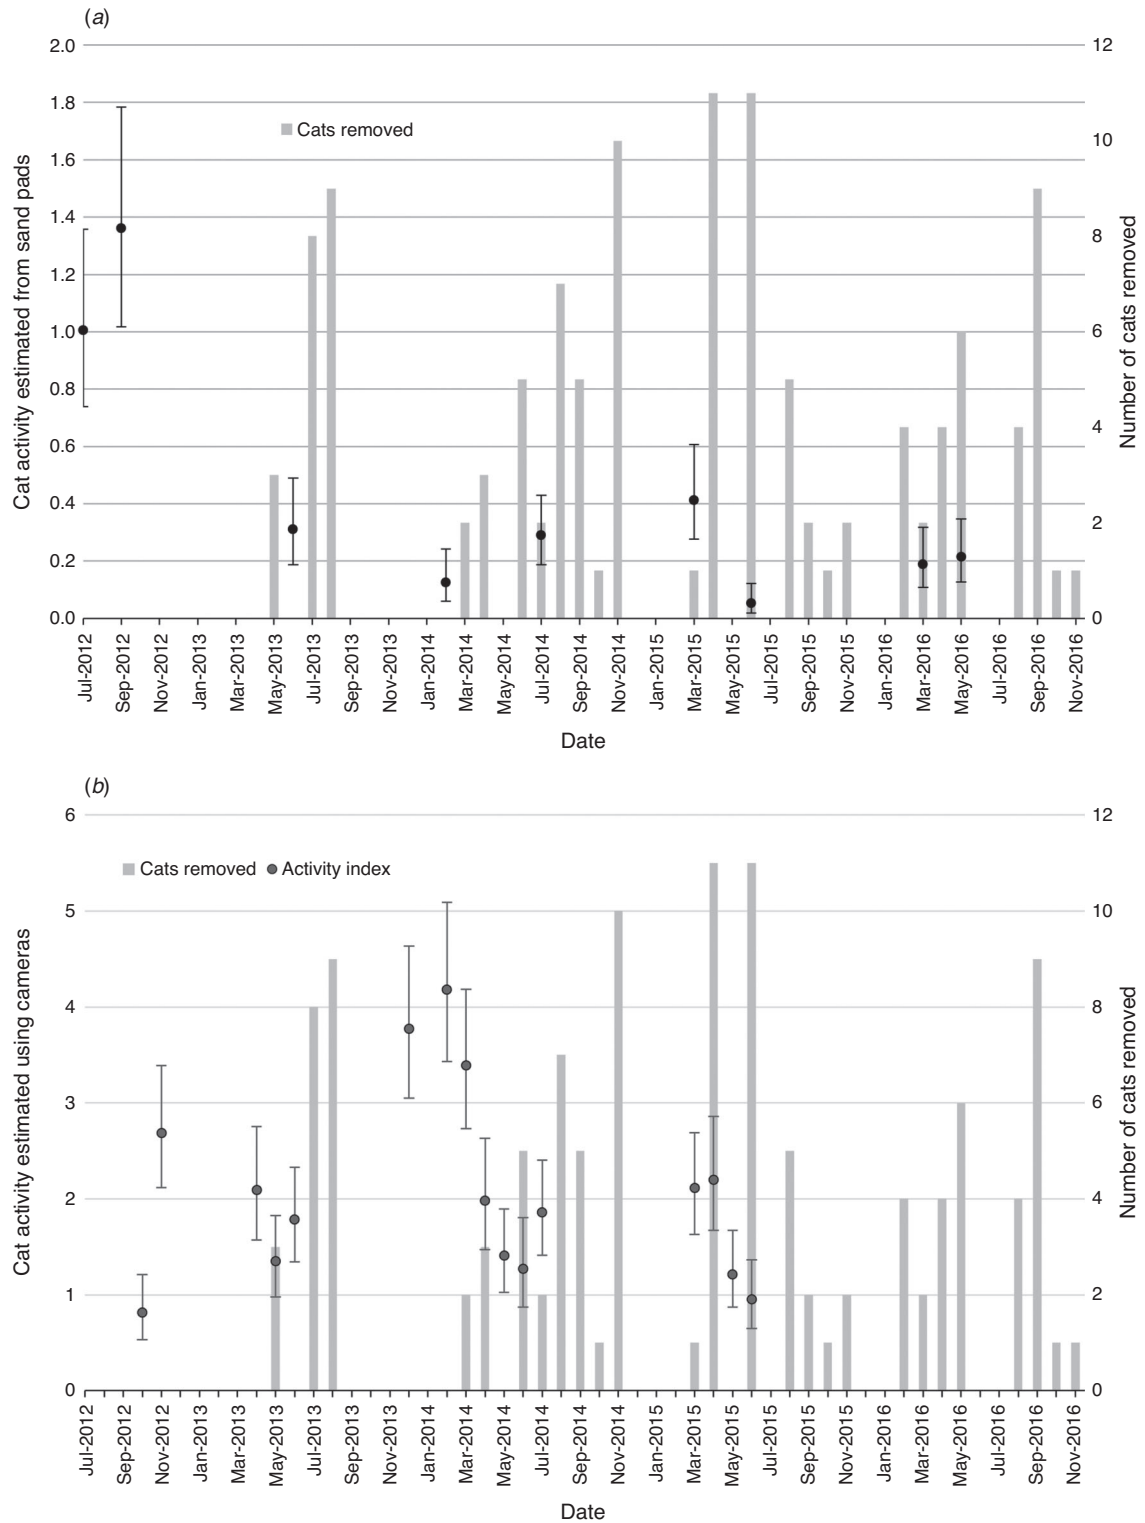 (a)
2.0
1.8
1.6
1.4
1.2
1.0
0.8
0.6
0.4
0.2
0.0
Cat activity estimated from sand pads
Cats removed
12
10
8
6
4
2
0
Number of cats removed
Jul-2012
Sep-2012
Nov-2012
Jan-2013
Mar-2013
May-2013
Jul-2013
Sep-2013
Nov-2013
Jan-2014
Mar-2014
May-2014
Jul-2014
Sep-2014
Nov-2014
Jan-2015
Mar-2015
May-2015
Jul-2015
Sep-2015
Nov-2015
Jan-2016
Mar-2016
May-2016
Jul-2016
Sep-2016
Nov-2016
Date
(b)
6
5
4
3
2
1
0
Cat activity estimated using cameras
Cats removed Activity index
12
10
8
6
4
2
0
Number of cats removed
Jul-2012
Sep-2012
Nov-2012
Jan-2013
Mar-2013
May-2013
Jul-2013
Sep-2013
Nov-2013
Jan-2014
Mar-2014
May-2014
Jul-2014
Sep-2014
Nov-2014
Jan-2015
Mar-2015
May-2015
Jul-2015
Sep-2015
Nov-2015
Jan-2016
Mar-2016
May-2016
Jul-2016
Sep-2016
Nov-2016
Date